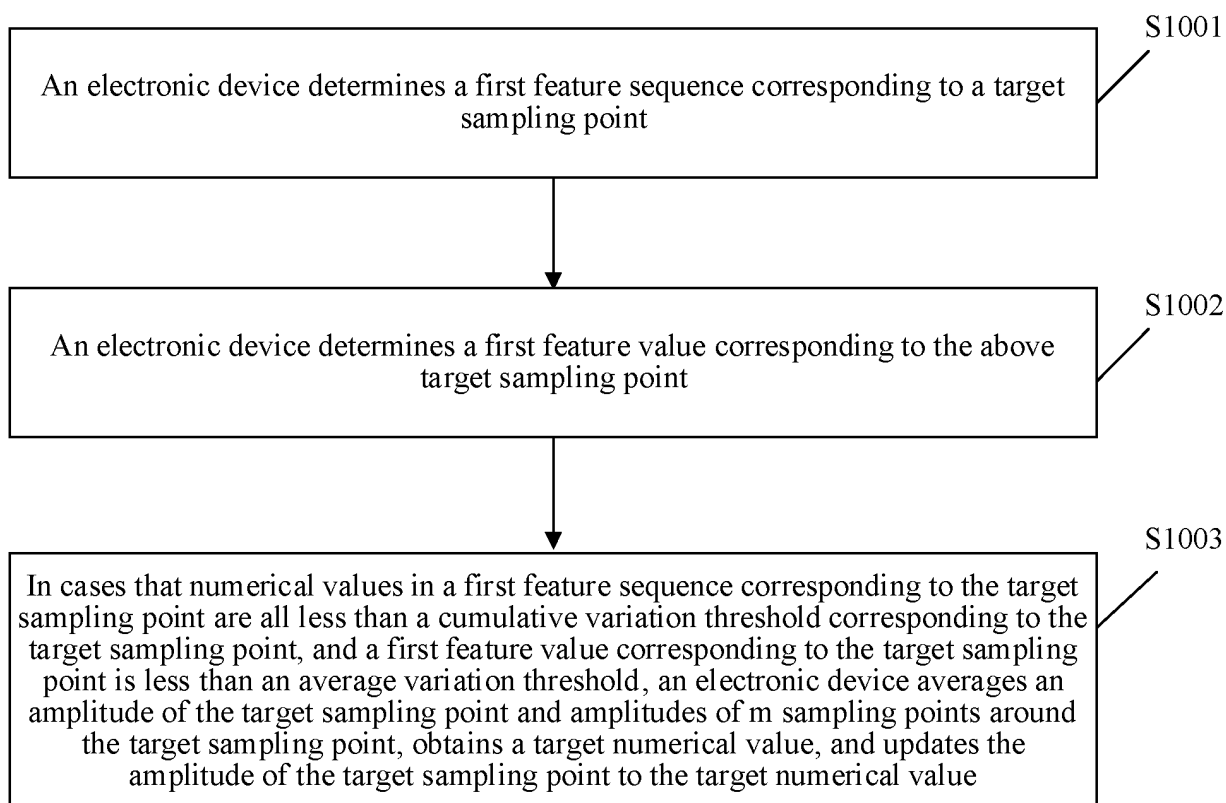 S1001
An electronic device determines a first feature sequence corresponding to a target
sampling point
S1002
An electronic device determines a first feature value corresponding to the above
target sampling point
S1003
In cases that numerical values in a first feature sequence corresponding to the target
sampling point are all less than a cumulative variation threshold corresponding to the
target sampling point, and a first feature value corresponding to the target sampling
point is less than an average variation threshold, an electronic device averages an
amplitude of the target sampling point and amplitudes of m sampling points around
the target sampling point, obtains a target numerical value, and updates the
amplitude of the target sampling point to the target numerical value